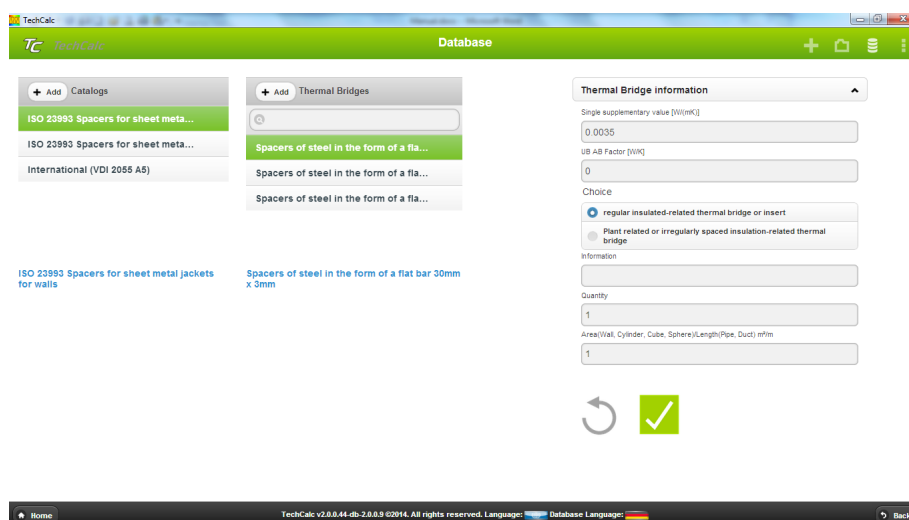 TechCalc
TC TechCalc
Database
+ Add Catalogs
ISO 23993 Spacers for sheet meta...
ISO 23993 Spacers for sheet meta...
International (VDI 2055 A5)
ISO 23993 Spacers for sheet metal jackets
for walls
+ Add Thermal Bridges
Spacers of steel in the form of a fla...
Spacers of steel in the form of a fla...
Spacers of steel in the form of a fla...
Spacers of steel in the form of a flat bar 30mm
x 3mm
Thermal Bridge information
Single supplementary value [W/(mK)]
0.0035
UB AB Factor [W/K]
0
Choice
regular insulated-related thermal bridge or insert
Plant related or irregularly spaced insulation-related thermal
bridge
Information
Quantity
1
Area(Wall, Cylinder, Cube, Sphere)/Length(Pipe, Duct) m²/m
1
Home
TechCalc v2.0.0.44-db-2.0.0.9 ©2014. All rights reserved. Language: Database Language:
Back